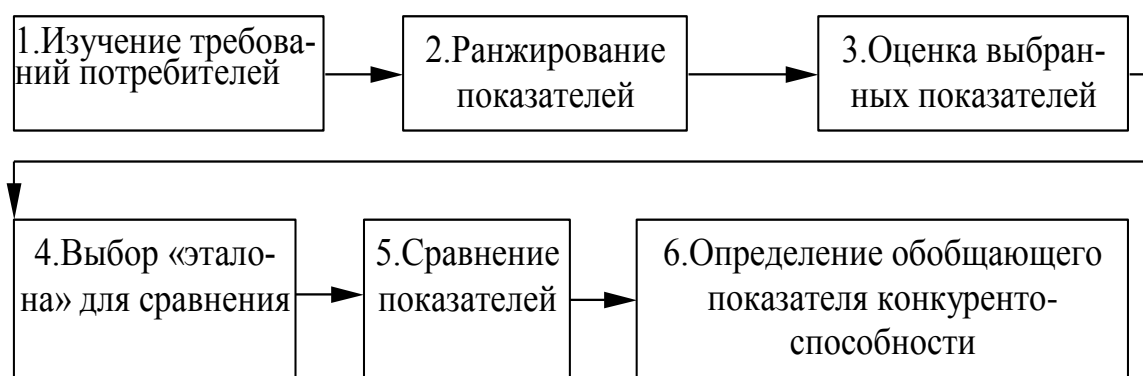 1.Изучение требова-
ний потребителей
2.Ранжирование
показателей
3.Оценка выбран-
ных показателей
4.Выбор «этало-
на» для сравнения
5.Сравнение
показателей
6.Определение обобщающего
показателя конкуренто-
способности